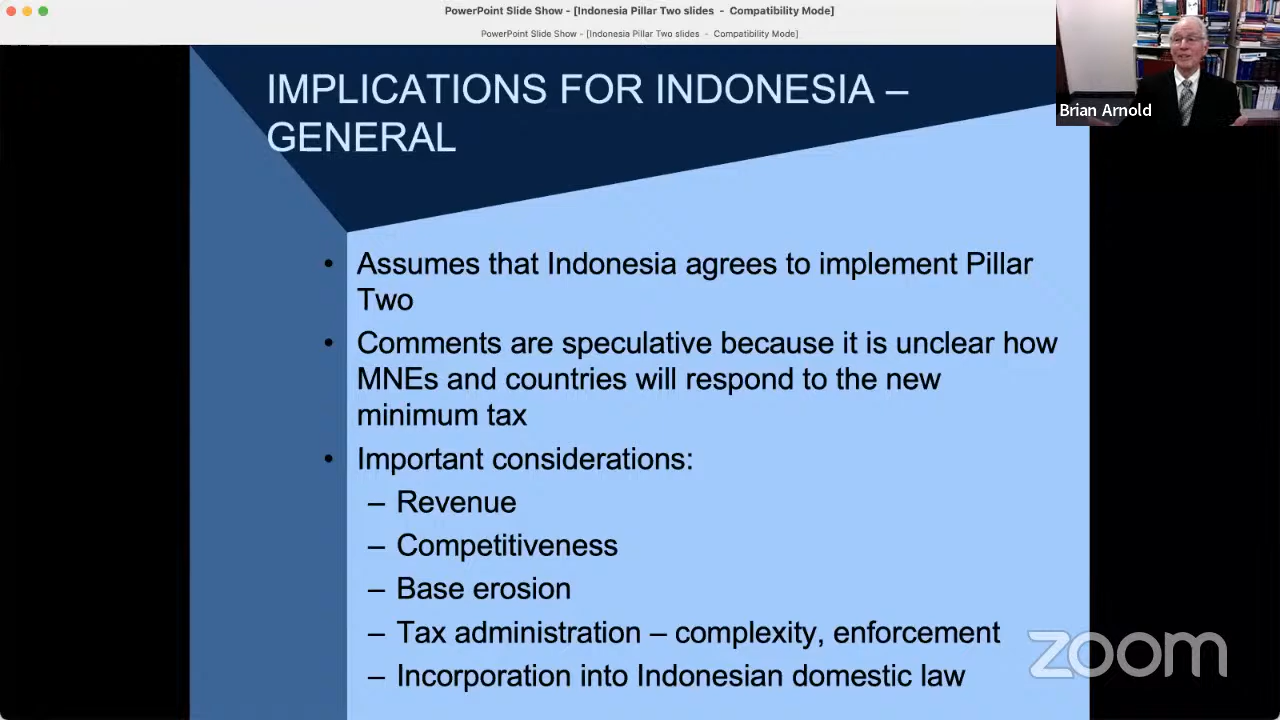 PowerPoint Slide Show - [Indonesia Pillar Two slides  -  Compatibility Mode]
PowerPoint Slide Show - [Indonesia Pillar Two slides  -  Compatibility Mode]
Brian Arnold
IMPLICATIONS FOR INDONESIA –
GENERAL
• Assumes that Indonesia agrees to implement Pillar
Two
• Comments are speculative because it is unclear how
MNEs and countries will respond to the new
minimum tax
• Important considerations:
– Revenue
– Competitiveness
– Base erosion
– Tax administration – complexity, enforcement
– Incorporation into Indonesian domestic law
zoom